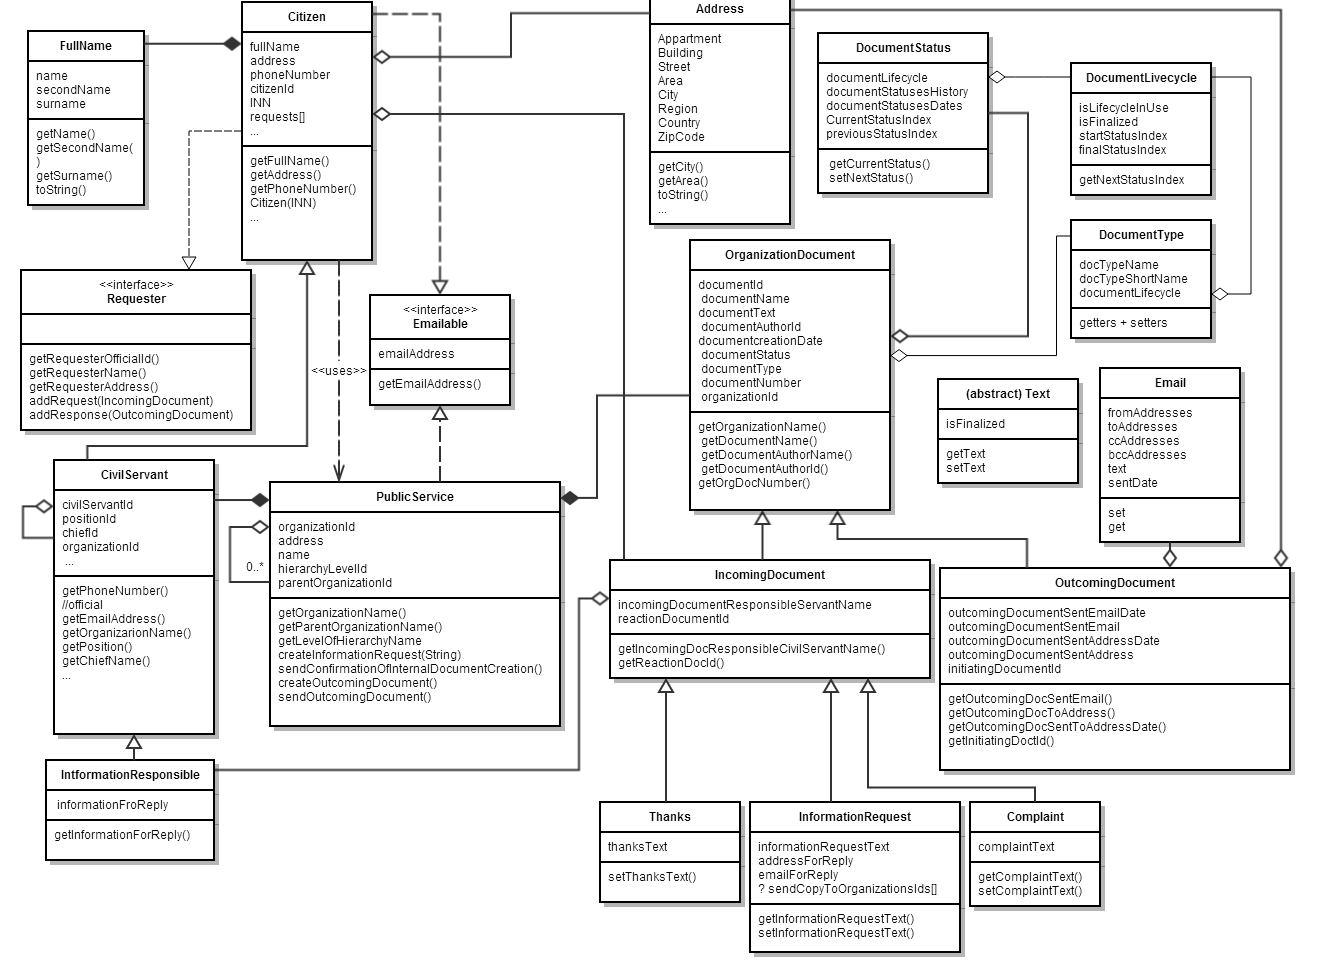 FullName
name
secondName
surname
getName()
getSecondName(
)
getSurname()
toString()
Citizen
fullName
address
phoneNumber
citizenId
INN
requests[]
...
getFullName()
getAddress()
getPhoneNumber()
Citizen(INN)
...
Address
Appartment
Building
Street
Area
City
Region
Country
ZipCode
getCity()
getArea()
toString()
...
DocumentStatus
documentLifecycle
documentStatusesHistory
documentStatusesDates
CurrentStatusIndex
previousStatusIndex
getCurrentStatus()
setNextStatus()
DocumentLivecycle
isLifecycleInUse
isFinalized
startStatusIndex
finalStatusIndex
getNextStatusIndex
DocumentType
docTypeName
docTypeShortName
documentLifecycle
getters + setters
<<interface>>
Requester
getRequesterOfficialId()
getRequesterName()
getRequesterAddress()
addRequest(IncomingDocument)
addResponse(OutcomingDocument)
<<interface>>
Emailable
emailAddress
getEmailAddress()
<<uses>>
OrganizationDocument
documentId
documentName
documentText
documentAuthorId
documentcreationDate
documentStatus
documentType
documentNumber
organizationId
getOrganizationName()
getDocumentName()
getDocumentAuthorName()
getDocumentAuthorId()
getOrgDocNumber()
(abstract) Text
isFinalized
getText
setText
Email
fromAddresses
toAddresses
ccAddresses
bccAddresses
text
sentDate
set
get
CivilServant
civilServantId
positionId
chiefId
organizationId
...
getPhoneNumber()
//official
getEmailAddress()
getOrganizarionName()
getPosition()
getChiefName()
...
PublicService
organizationId
address
name
hierarchyLevelId
parentOrganizationId
0..*
getOrganizationName()
getParentOrganizationName()
getLevelOfHierarchyName
createInformationRequest(String)
sendConfirmationOfInternalDocumentCreation()
createOutcomingDocument()
sendOutcomingDocument()
IncomingDocument
incomingDocumentResponsibleServantName
reactionDocumentId
getIncomingDocResponsibleCivilServantName()
getReactionDocId()
OutcomingDocument
outcomingDocumentSentEmailDate
outcomingDocumentSentEmail
outcomingDocumentSentAddressDate
outcomingDocumentSentAddress
initiatingDocumentId
getOutcomingDocSentEmail()
getOutcomingDocToAddress()
getOutcomingDocSentToAddressDate()
getInitiatingDoctId()
IntformationResponsible
informationFroReply
getInformationForReply()
Thanks
thanksText
setThanksText()
InformationRequest
informationRequestText
addressForReply
emailForReply
? sendCopyToOrganizationsIds[]
getInformationRequestText()
setInformationRequestText()
Complaint
complaintText
getComplaintText()
setComplaintText()